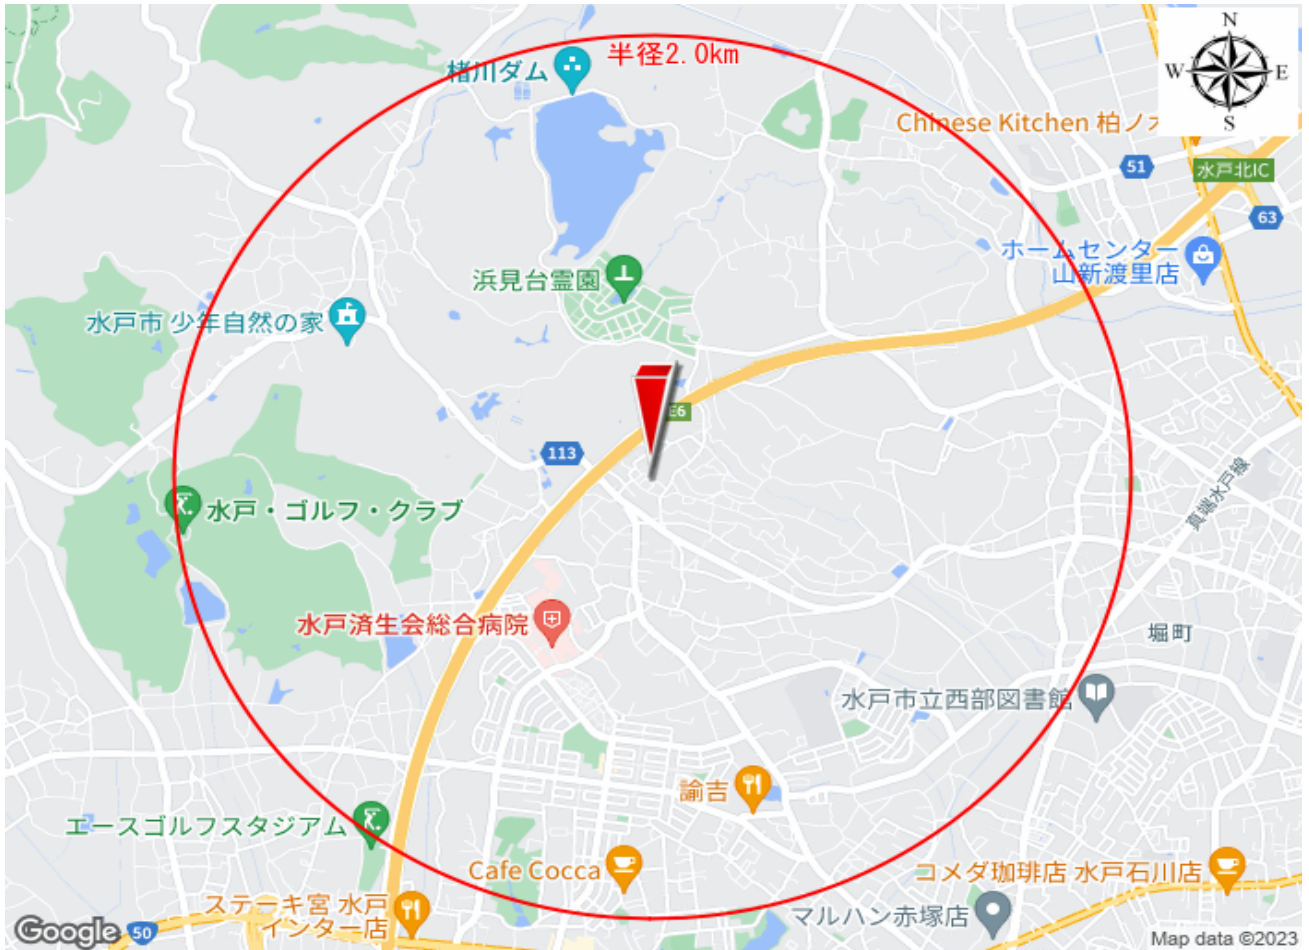 半径2.0km
楮川ダム
N
W
E
S
Chinese Kitchen 柏ノ木
51
水戸北IC
63
ホームセンター
山新渡里店
浜見台霊園
水戸市 少年自然の家
E6
113
水戸・ゴルフ・クラブ
真端水戸線
水戸済生会総合病院
堀町
水戸市立西部図書館
諭吉
エースゴルフスタジアム
Cafe Cocca
コメダ珈琲店 水戸石川店
ステーキ宮 水戸
インター店
マルハン赤塚店
Google
50
Map data ©2023